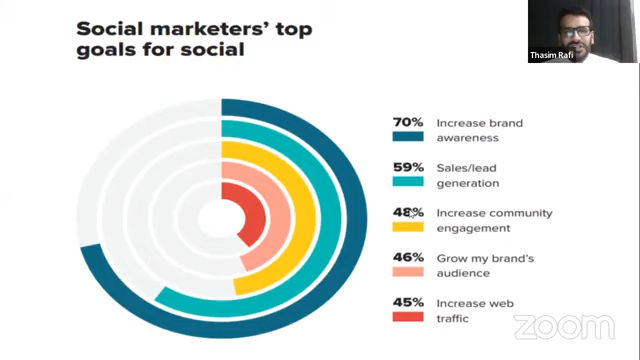 Social marketers' top
goals for social
Thasim Rafi
70% Increase brand
awareness
59% Sales/lead
generation
48% Increase community
engagement
46% Grow my brand's
audience
45% Increase web
traffic
zoom